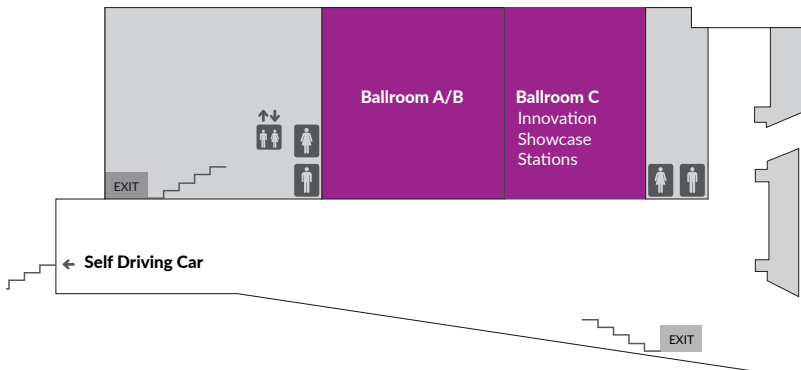 Ballroom A/B
Ballroom C
Innovation
Showcase
Stations
EXIT
Self Driving Car
EXIT